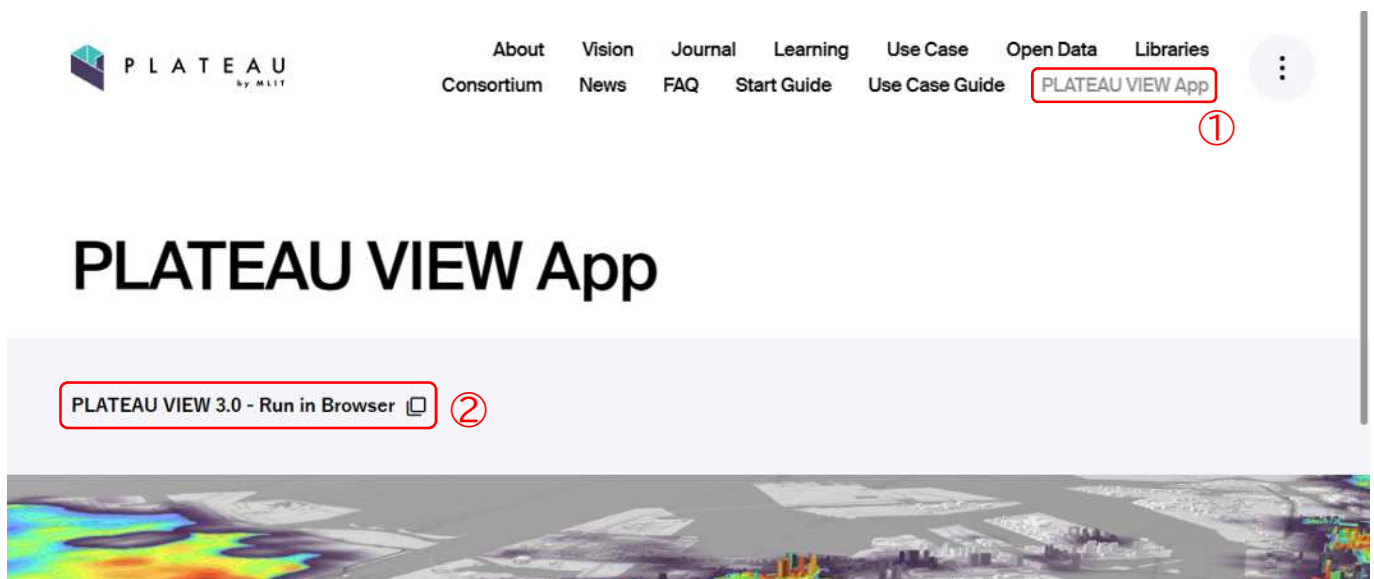 PLATEAU
by MLIT
About Vision Journal Learning Use Case Open Data Libraries
Consortium News FAQ Start Guide Use Case Guide PLATEAU VIEW App
①
PLATEAU VIEW App
PLATEAU VIEW 3.0 - Run in Browser
②